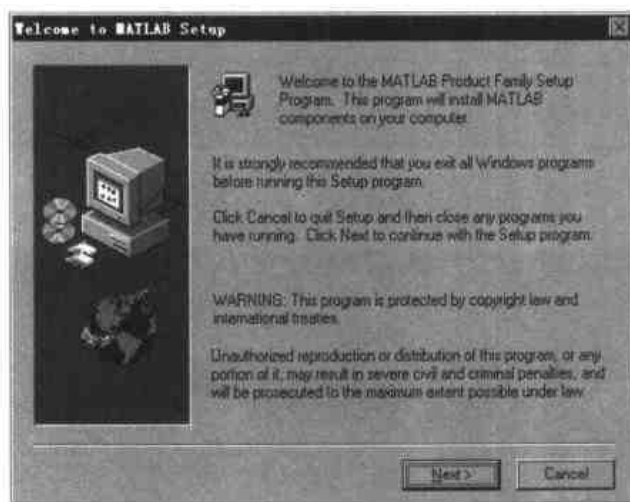 Welcome to MATLAB Setup
Welcome to the MATLAB Product Family Setup
Program. This program will install MATLAB
components on your computer.
It is strongly recommended that you exit all Windows programs
before running this Setup program.
Click Cancel to quit Setup and then close any programs you
have running. Click Next to continue with the Setup program.
WARNING: This program is protected by copyright law and
international treaties.
Unauthorized reproduction or distribution of this program, or any
portion of it, may result in severe civil and criminal penalties, and
will be prosecuted to the maximum extent possible under law.
Next >
Cancel